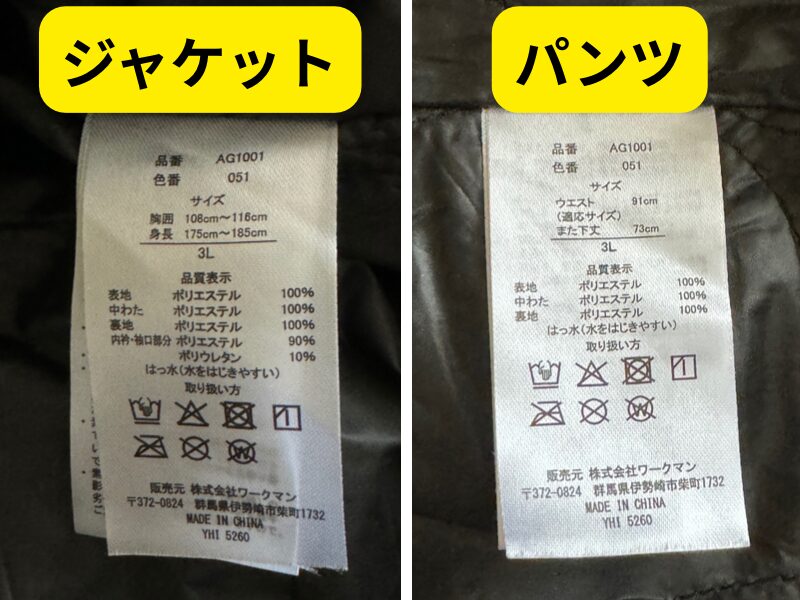 ジャケット
品番 AG1001
色番 051
サイズ
胸囲 108cm～116cm
身長 175cm～185cm
3L
品質表示
表地 ポリエステル 100%
中わた ポリエステル 100%
裏地 ポリエステル 100%
内衿・袖口部分 ポリエステル 90%
ポリウレタン 10%
はっ水(水をはじきやすい)
取り扱い方
W
販売元 株式会社ワークマン
〒372-0824 群馬県伊勢崎市柴町1732
MADE IN CHINA
YHI 5260
パンツ
品番 AG1001
色番 051
サイズ
ウエスト 91cm
(適応サイズ)
また下丈 73cm
3L
品質表示
表地 ポリエステル 100%
中わた ポリエステル 100%
裏地 ポリエステル 100%
はっ水(水をはじきやすい)
取り扱い方
W
販売元 株式会社ワークマン
〒372-0824 群馬県伊勢崎市柴町1732
MADE IN CHINA
YHI 5260